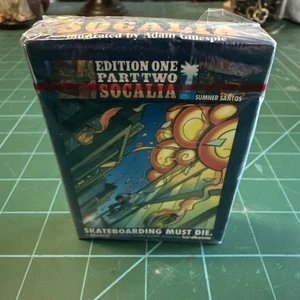 SOCALIA
Illustrated by Adam Gillespie
EDITION ONE
PART TWO
SOCALIA
SUMNER SANTOS
SKATEBOARDING MUST DIE.